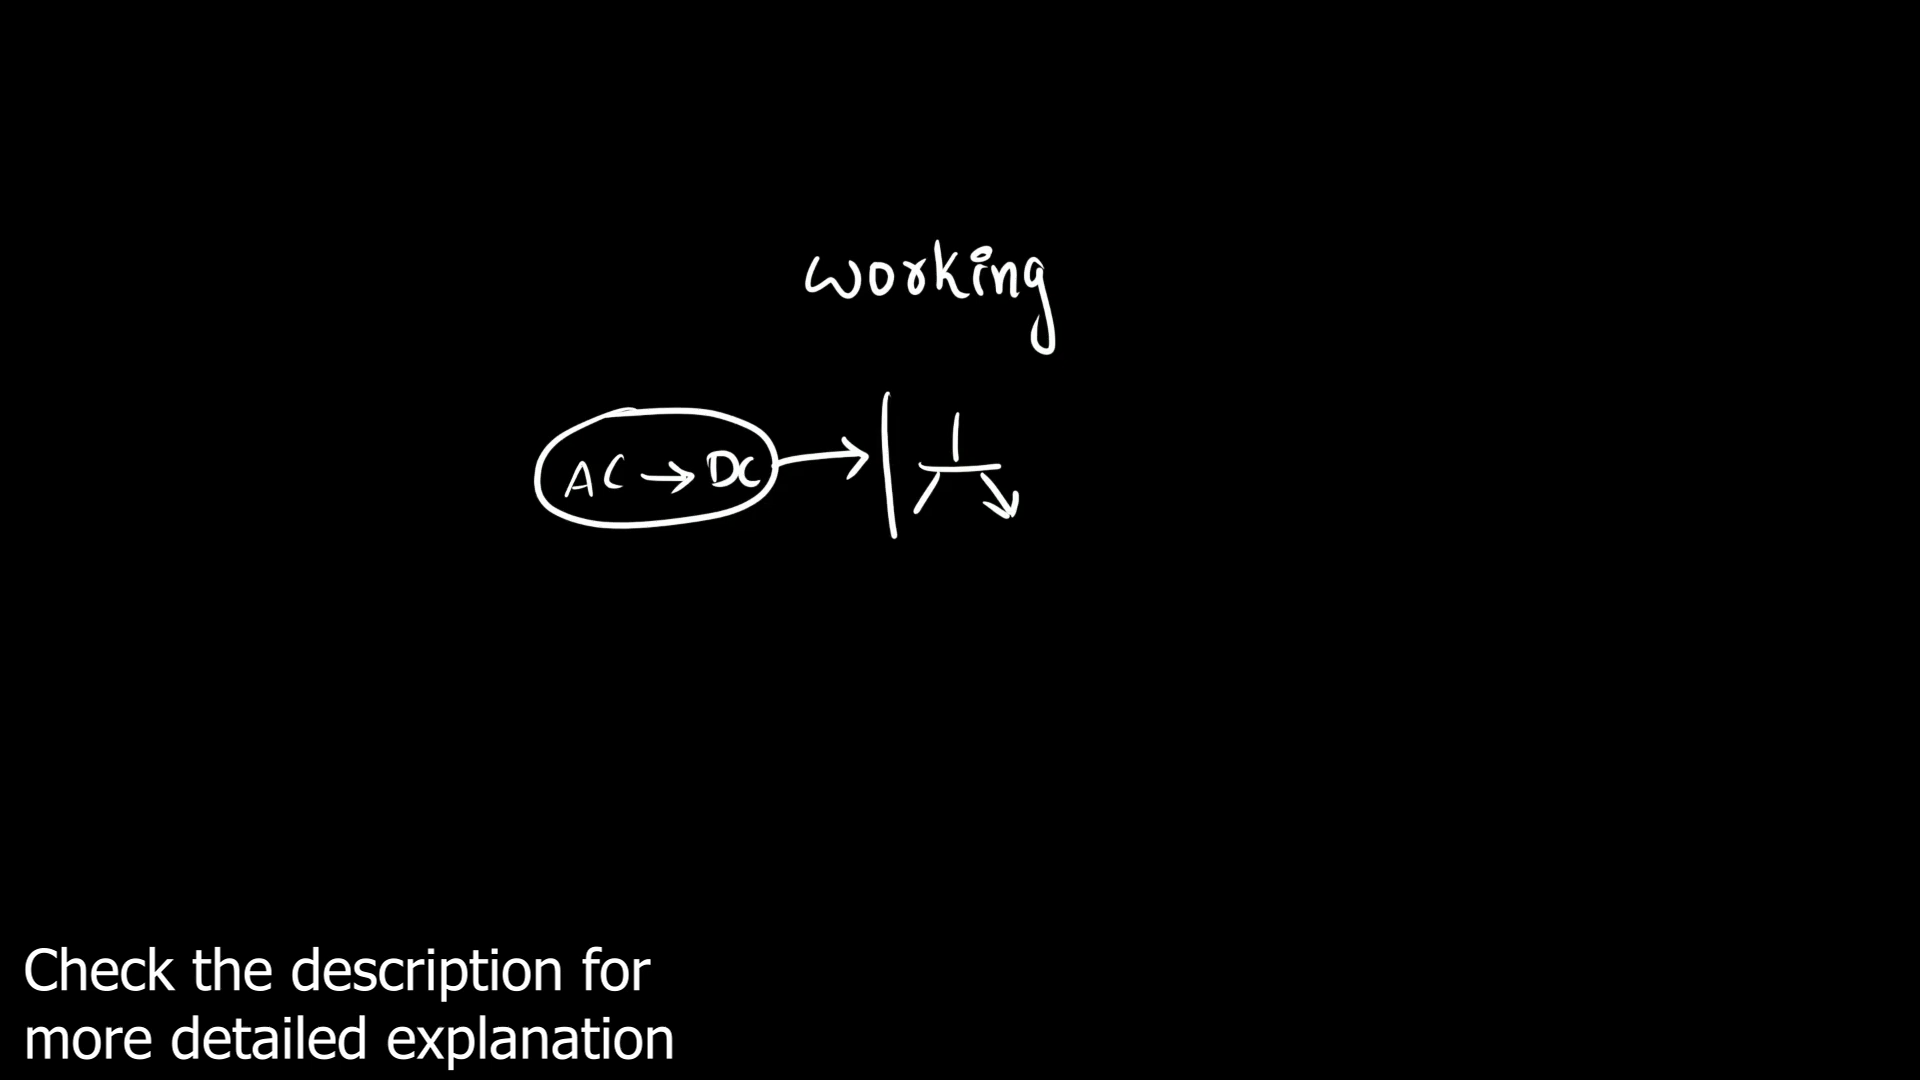 working
AC → DC
Check the description for
more detailed explanation